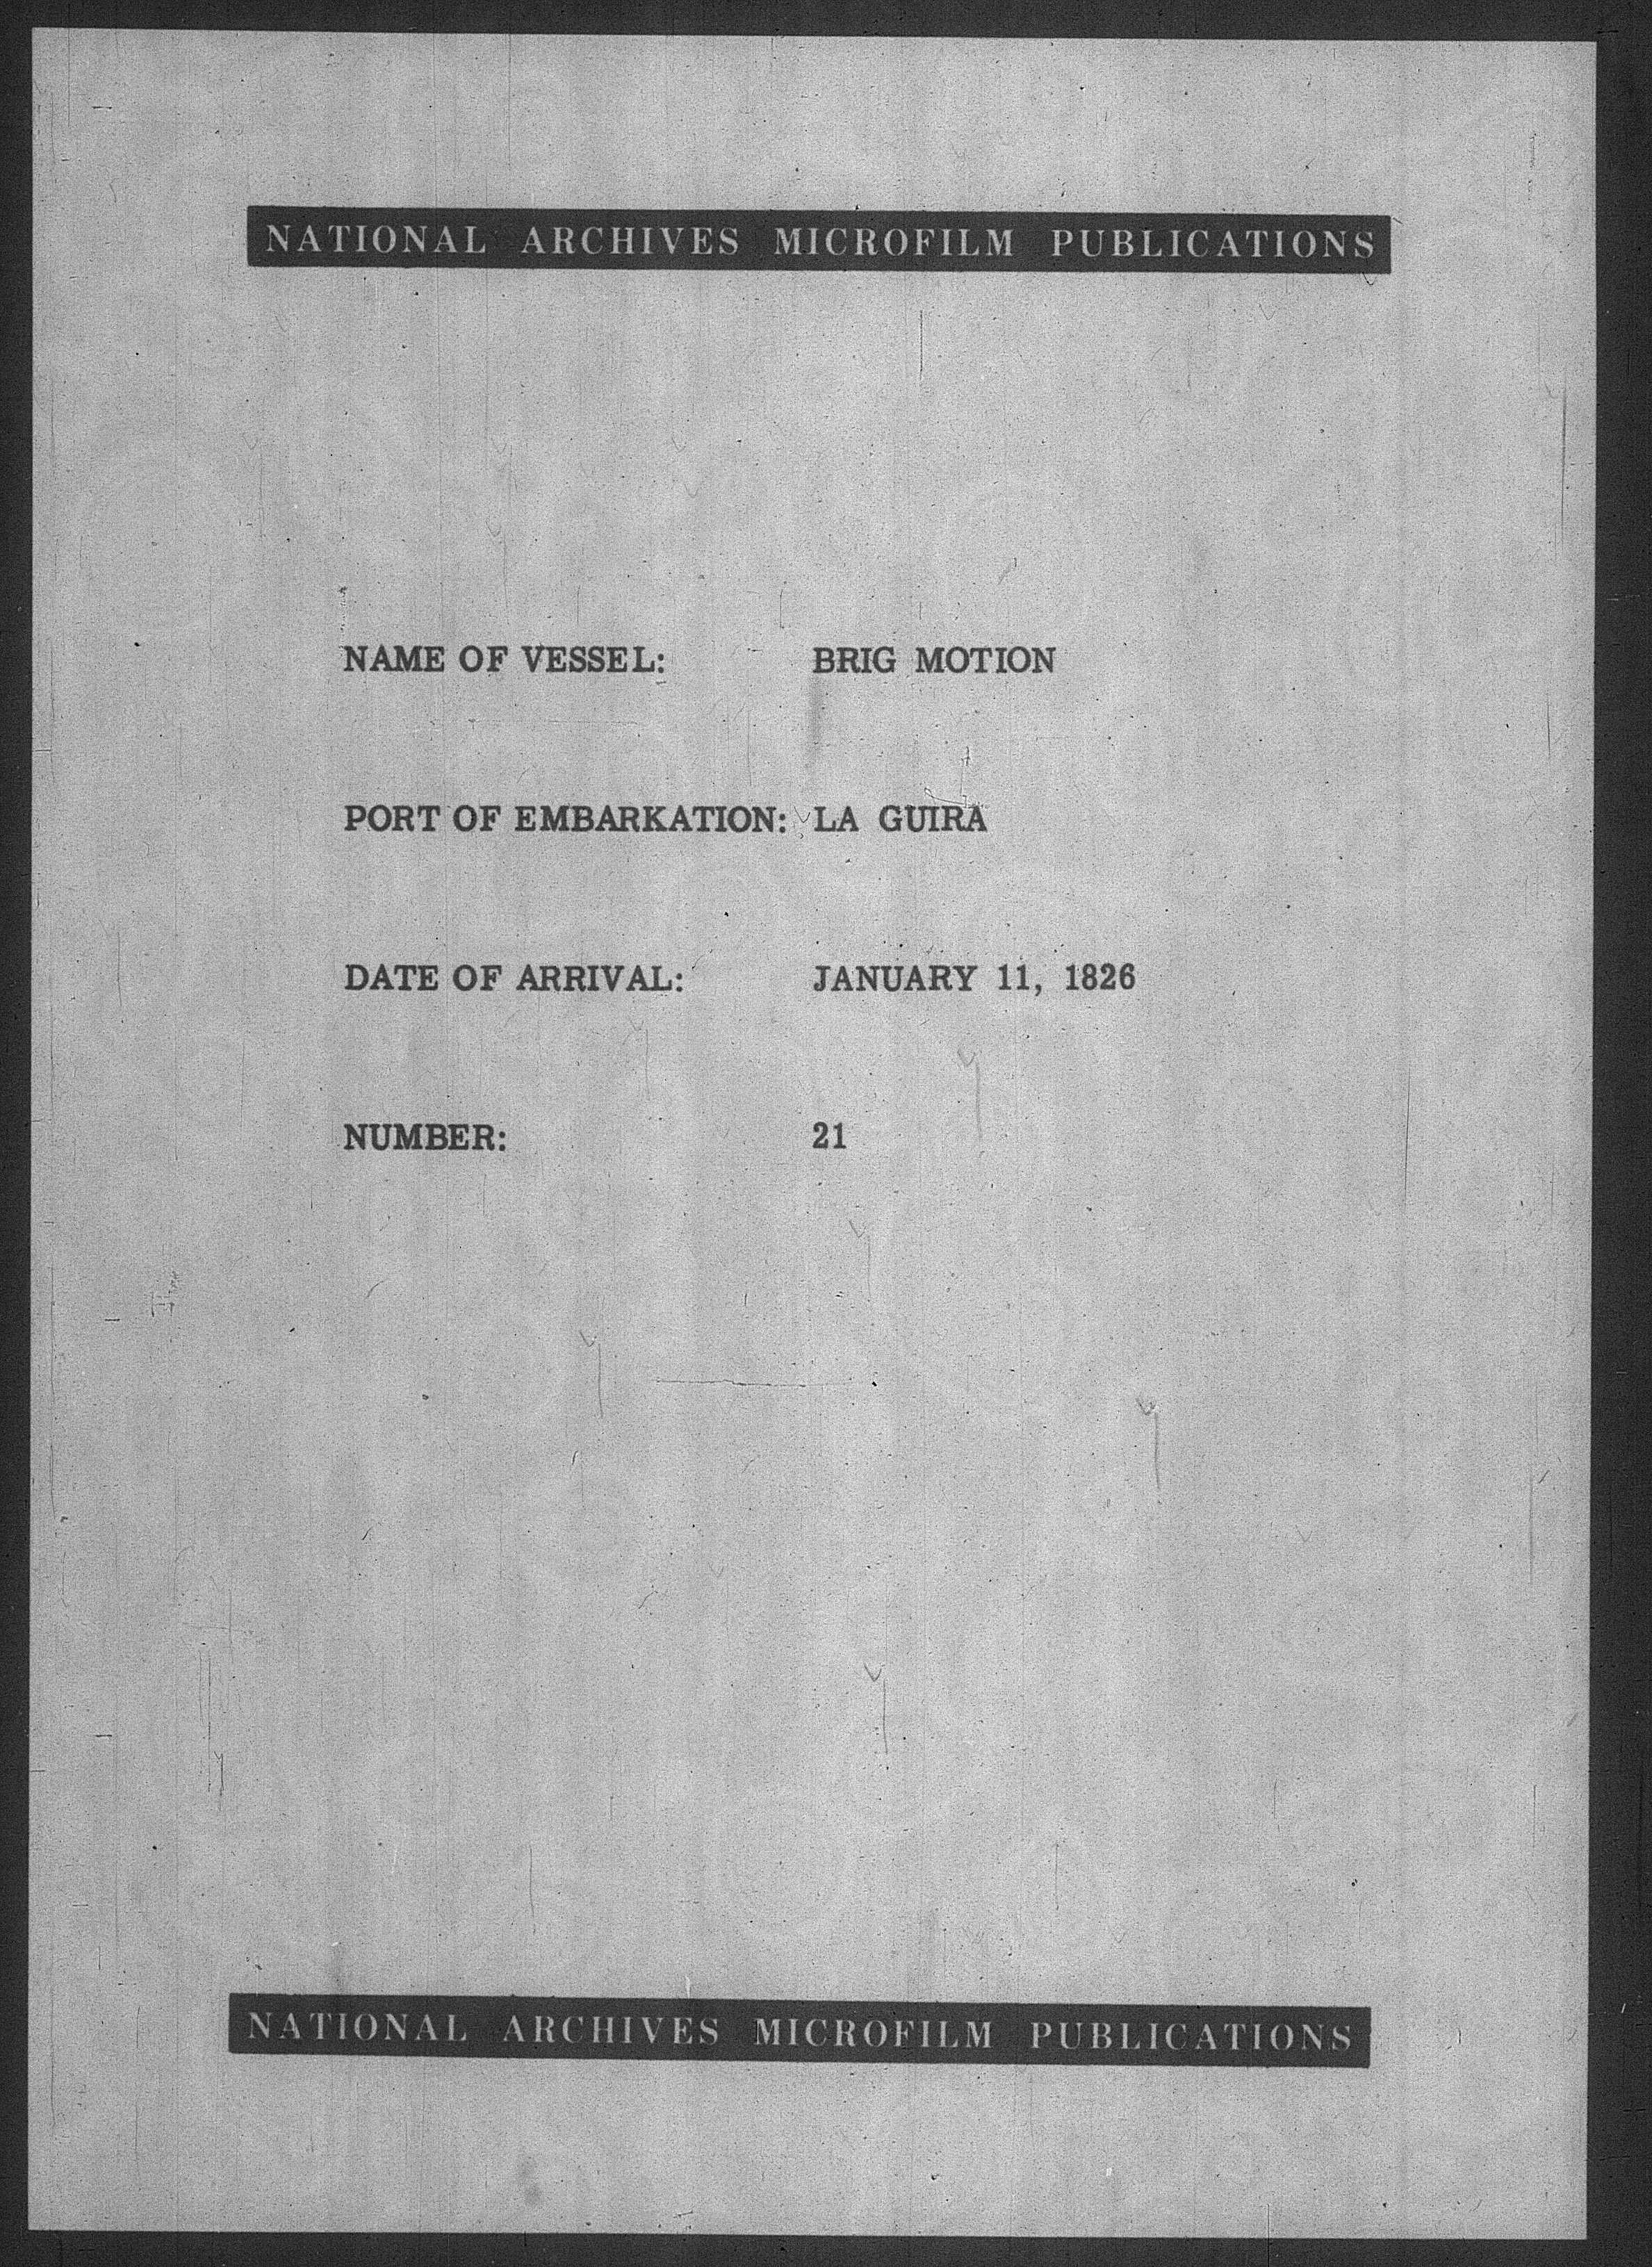 NATIONAL ARCHIVES MICROFILM PUBLICATIONS
NAME OF VESSEL: BRIG MOTION
PORT OF EMBARKATION: LA GUIRA
DATE OF ARRIVAL: JANUARY 11, 1826
NUMBER: 21
NATIONAL ARCHIVES MICROFILM PUBLICATIONS